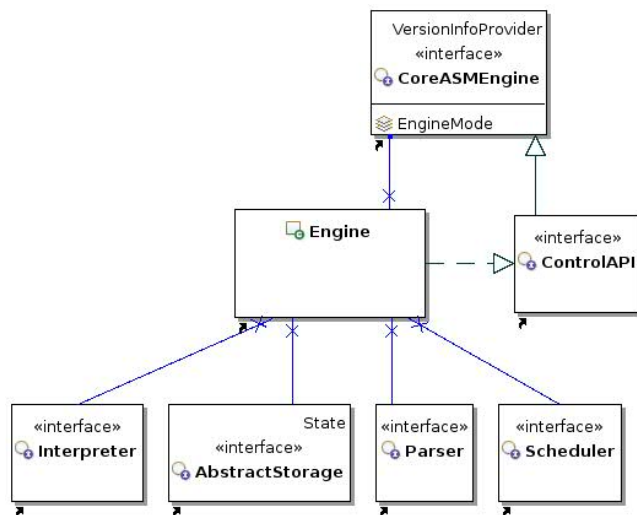 VersionInfoProvider
«interface»
CoreASMEngine
EngineMode
Engine
«interface»
ControlAPI
«interface»
Interpreter
State
«interface»
AbstractStorage
«interface»
Parser
«interface»
Scheduler